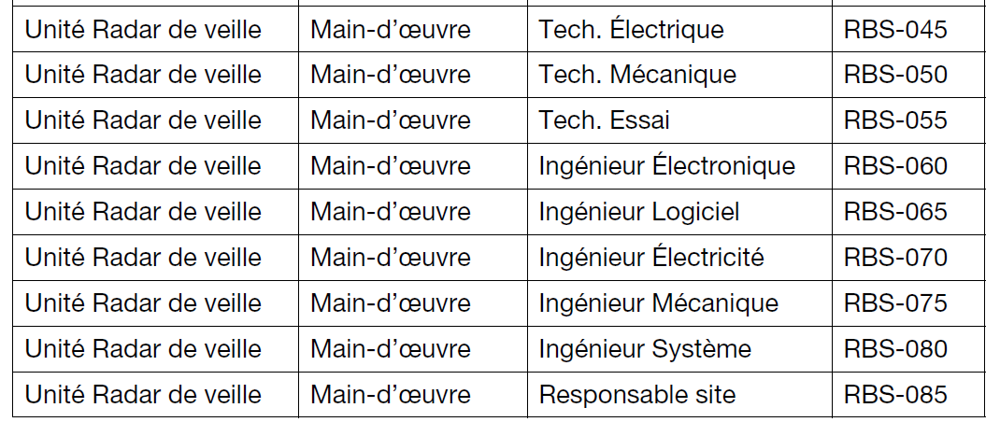 Unité Radar de veille Main-d’œuvre Tech. Électrique RBS-045
Unité Radar de veille Main-d’œuvre Tech. Mécanique RBS-050
Unité Radar de veille Main-d’œuvre Tech. Essai RBS-055
Unité Radar de veille Main-d’œuvre Ingénieur Électronique RBS-060
Unité Radar de veille Main-d’œuvre Ingénieur Logiciel RBS-065
Unité Radar de veille Main-d’œuvre Ingénieur Électricité RBS-070
Unité Radar de veille Main-d’œuvre Ingénieur Mécanique RBS-075
Unité Radar de veille Main-d’œuvre Ingénieur Système RBS-080
Unité Radar de veille Main-d’œuvre Responsable site RBS-085